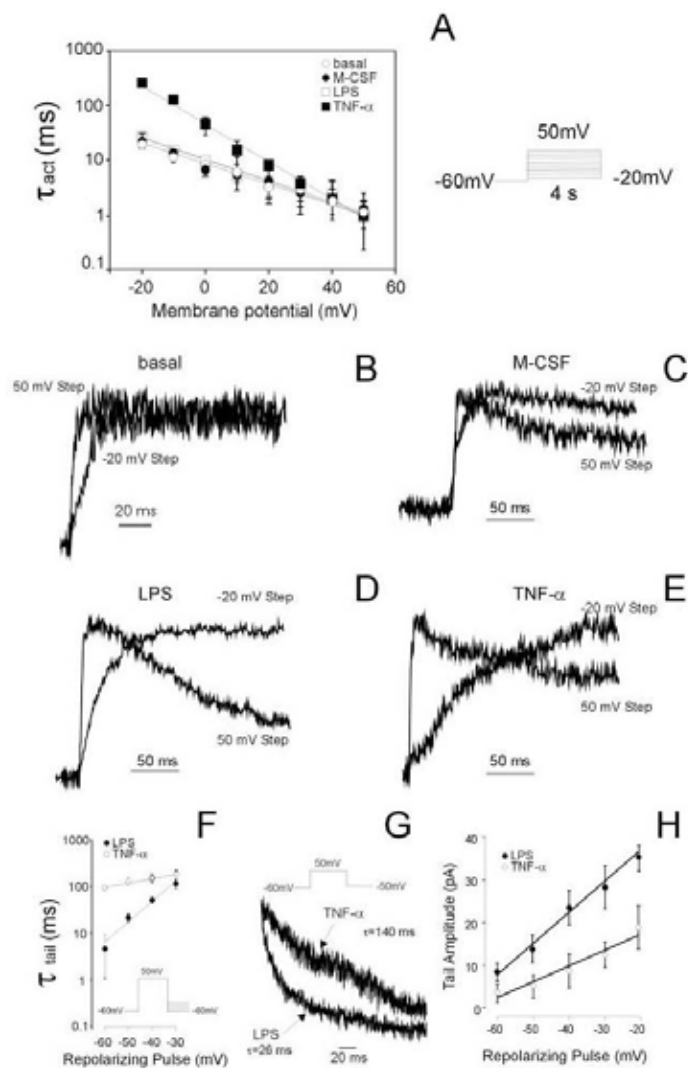 A
basal
M-CSF
LPS
TNF-α
τact (ms)
1000
100
10
1
0.1
-20 0 20 40 60
Membrane potential (mV)
50mV
-60mV
-20mV
4 s
basal
B
50 mV Step
-20 mV Step
20 ms
M-CSF
C
-20 mV Step
50 mV Step
50 ms
LPS
D
-20 mV Step
50 mV Step
50 ms
TNF-α
E
-20 mV Step
50 mV Step
50 ms
F
LPS
TNF-α
τ tail (ms)
1000
100
10
1
0.1
50mV
-60mV
-60mV
-60 -50 -40 -30
Repolarizing Pulse (mV)
G
50mV
-60mV
-50mV
TNF-α
τ=140 ms
LPS
τ=26 ms
20 ms
H
LPS
TNF-α
Tail Amplitude (pA)
40
30
20
10
0
-60 -50 -40 -30 -20
Repolarizing Pulse (mV)